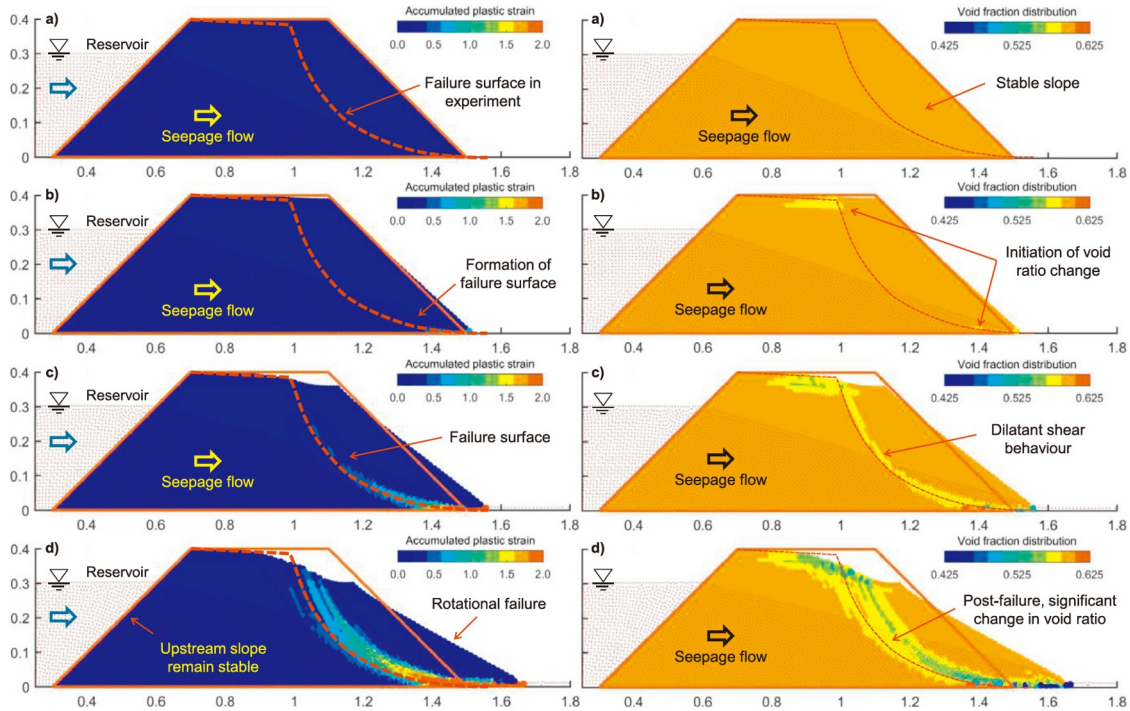 a)
Reservoir
Accumulated plastic strain
0.0 0.5 1.0 1.5 2.0
Failure surface in
experiment
Seepage flow
0.4
0.3
0.2
0.1
0
0.4 0.6 0.8 1 1.2 1.4 1.6 1.8
a)
Void fraction distribution
0.425 0.525 0.625
Stable slope
Seepage flow
0.4 0.6 0.8 1 1.2 1.4 1.6 1.8
b)
Reservoir
Accumulated plastic strain
0.0 0.5 1.0 1.5 2.0
Formation of
failure surface
Seepage flow
0.4
0.3
0.2
0.1
0
0.4 0.6 0.8 1 1.2 1.4 1.6 1.8
b)
Void fraction distribution
0.425 0.525 0.625
Initiation of void
ratio change
Seepage flow
0.4 0.6 0.8 1 1.2 1.4 1.6 1.8
c)
Reservoir
Accumulated plastic strain
0.0 0.5 1.0 1.5 2.0
Failure surface
Seepage flow
0.4
0.3
0.2
0.1
0
0.4 0.6 0.8 1 1.2 1.4 1.6 1.8
c)
Void fraction distribution
0.425 0.525 0.625
Dilatant shear
behaviour
Seepage flow
0.4 0.6 0.8 1 1.2 1.4 1.6 1.8
d)
Reservoir
Accumulated plastic strain
0.0 0.5 1.0 1.5 2.0
Rotational failure
Upstream slope
remain stable
0.4
0.3
0.2
0.1
0
0.4 0.6 0.8 1 1.2 1.4 1.6 1.8
d)
Void fraction distribution
0.425 0.525 0.625
Post-failure, significant
change in void ratio
Seepage flow
0.4 0.6 0.8 1 1.2 1.4 1.6 1.8